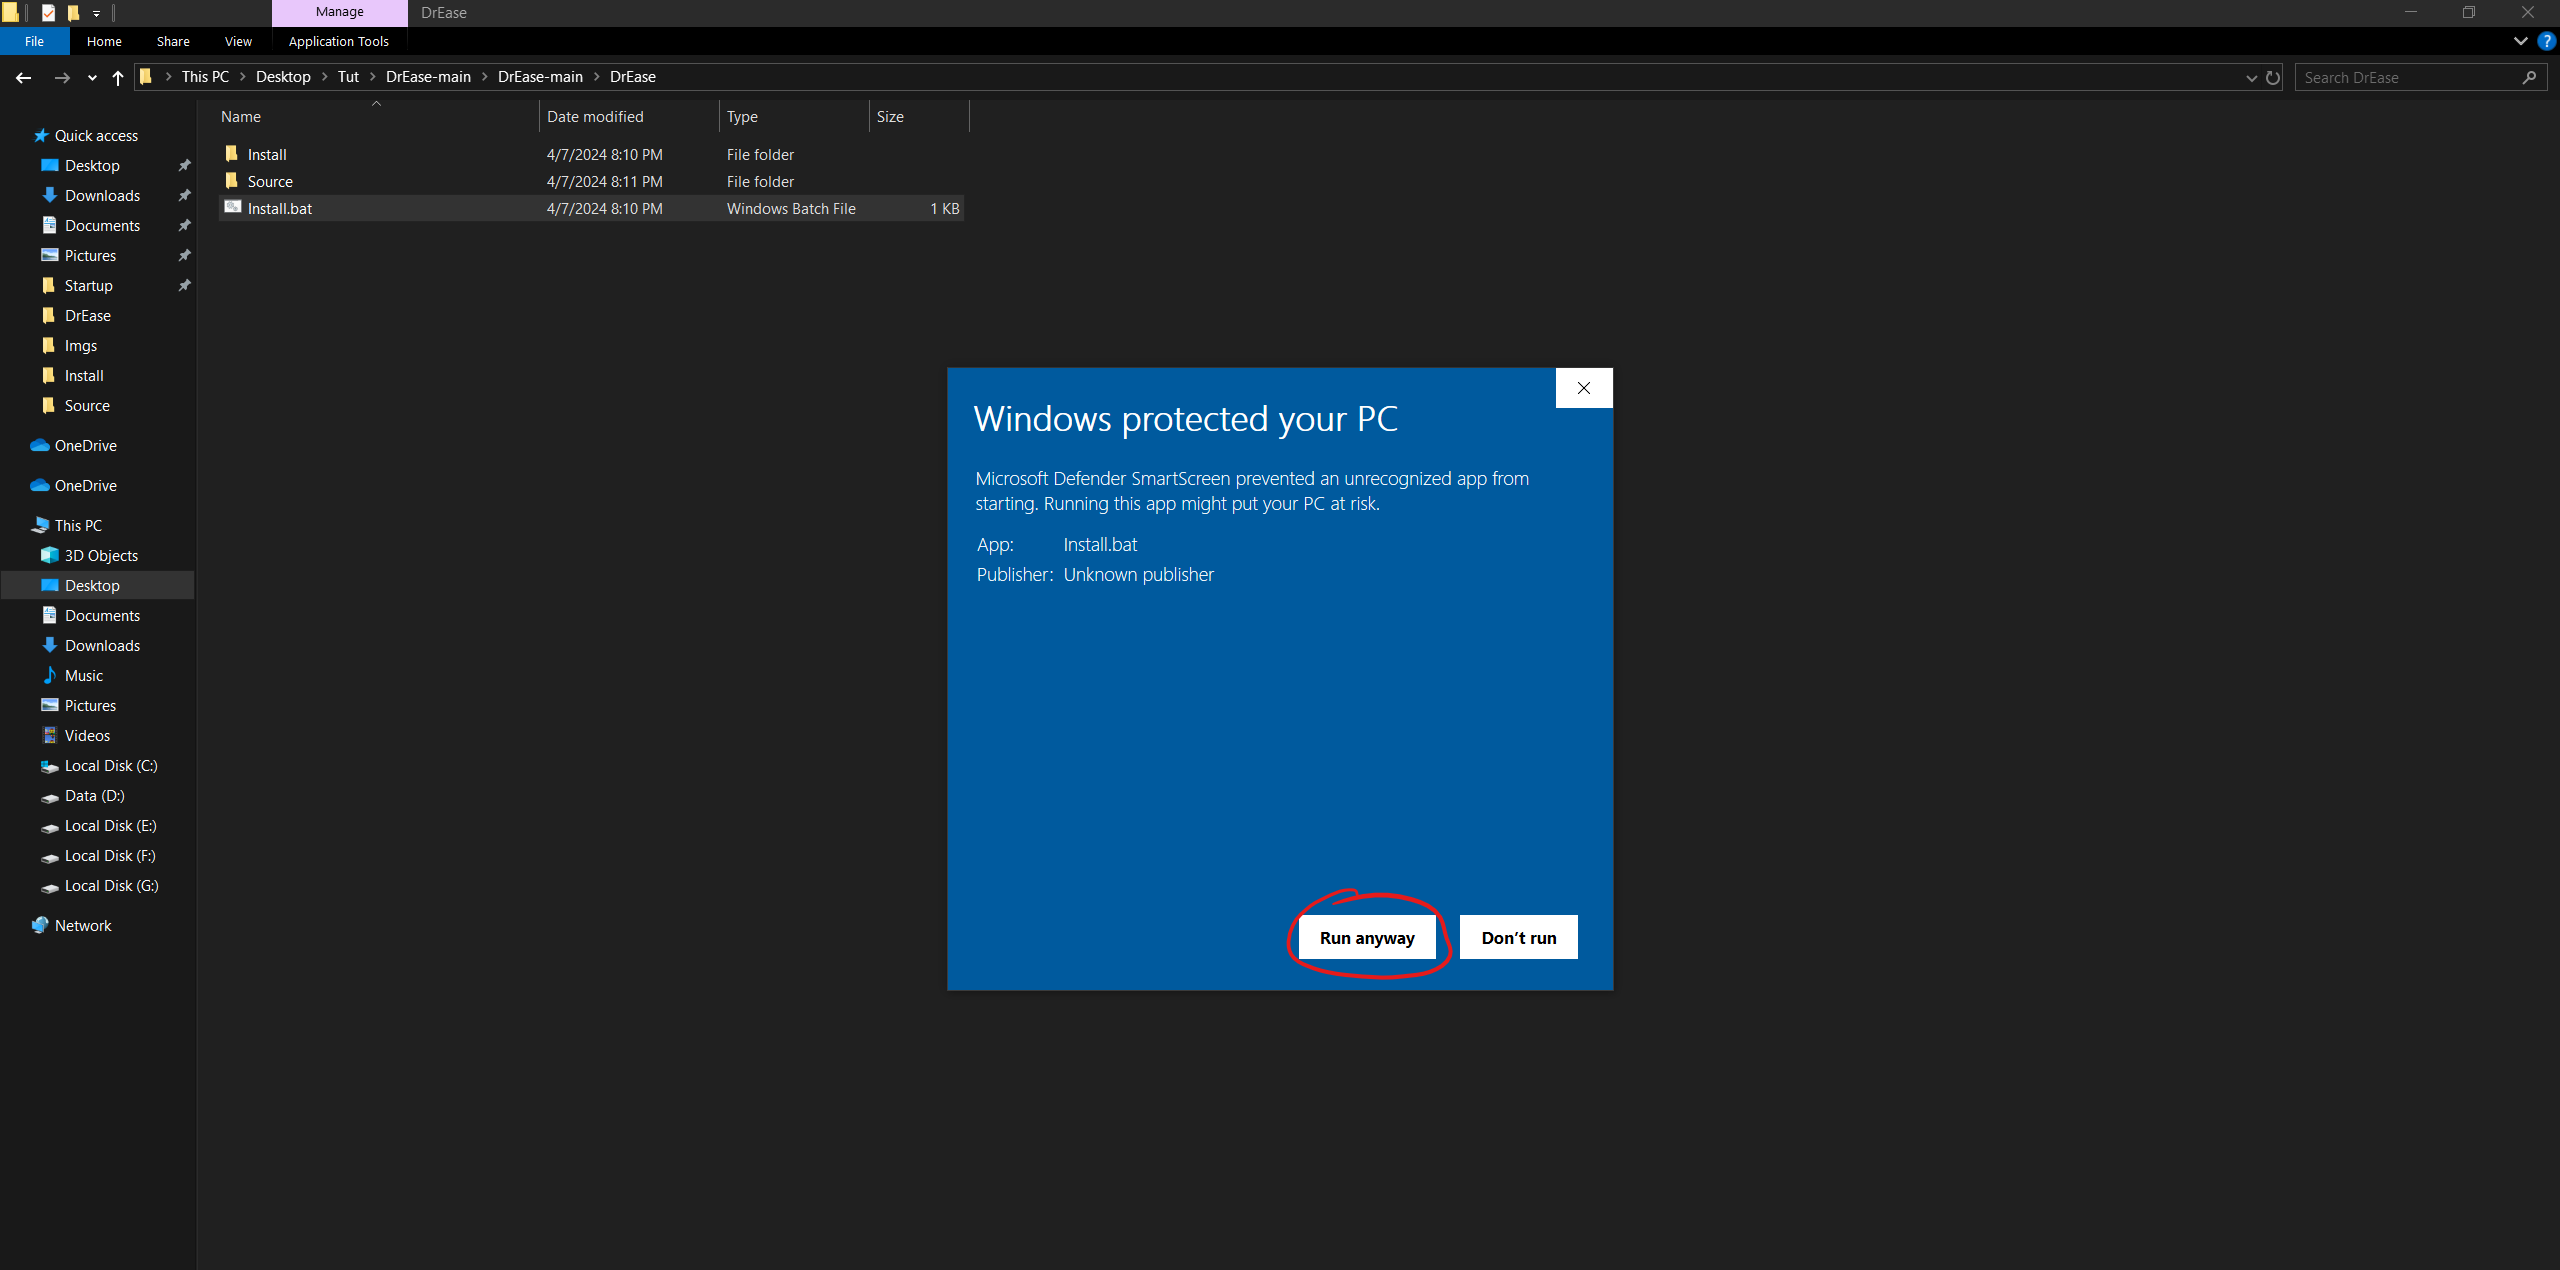 Manage
DrEase
File
Home
Share
View
Application Tools
?
This PC > Desktop > Tut > DrEase-main > DrEase-main > DrEase
Search DrEase
Name
Date modified
Type
Size
Install
4/7/2024 8:10 PM
File folder
Source
4/7/2024 8:11 PM
File folder
Install.bat
4/7/2024 8:10 PM
Windows Batch File
1 KB
Quick access
Desktop
Downloads
Documents
Pictures
Startup
DrEase
Imgs
Install
Source
OneDrive
OneDrive
This PC
3D Objects
Desktop
Documents
Downloads
Music
Pictures
Videos
Local Disk (C:)
Data (D:)
Local Disk (E:)
Local Disk (F:)
Local Disk (G:)
Network
Windows protected your PC
Microsoft Defender SmartScreen prevented an unrecognized app from
starting. Running this app might put your PC at risk.
App: Install.bat
Publisher: Unknown publisher
Run anyway
Don't run